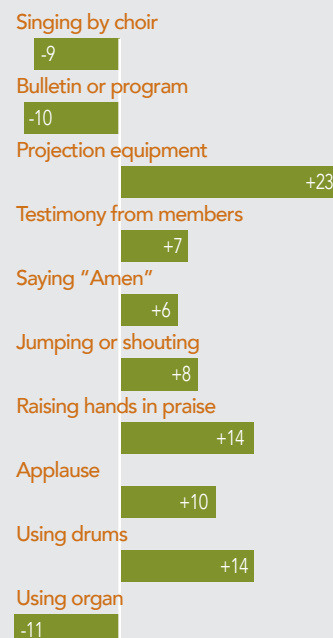 Singing by choir
-9
Bulletin or program
-10
Projection equipment
+23
Testimony from members
+7
Saying “Amen”
+6
Jumping or shouting
+8
Raising hands in praise
+14
Applause
+10
Using drums
+14
Using organ
-11